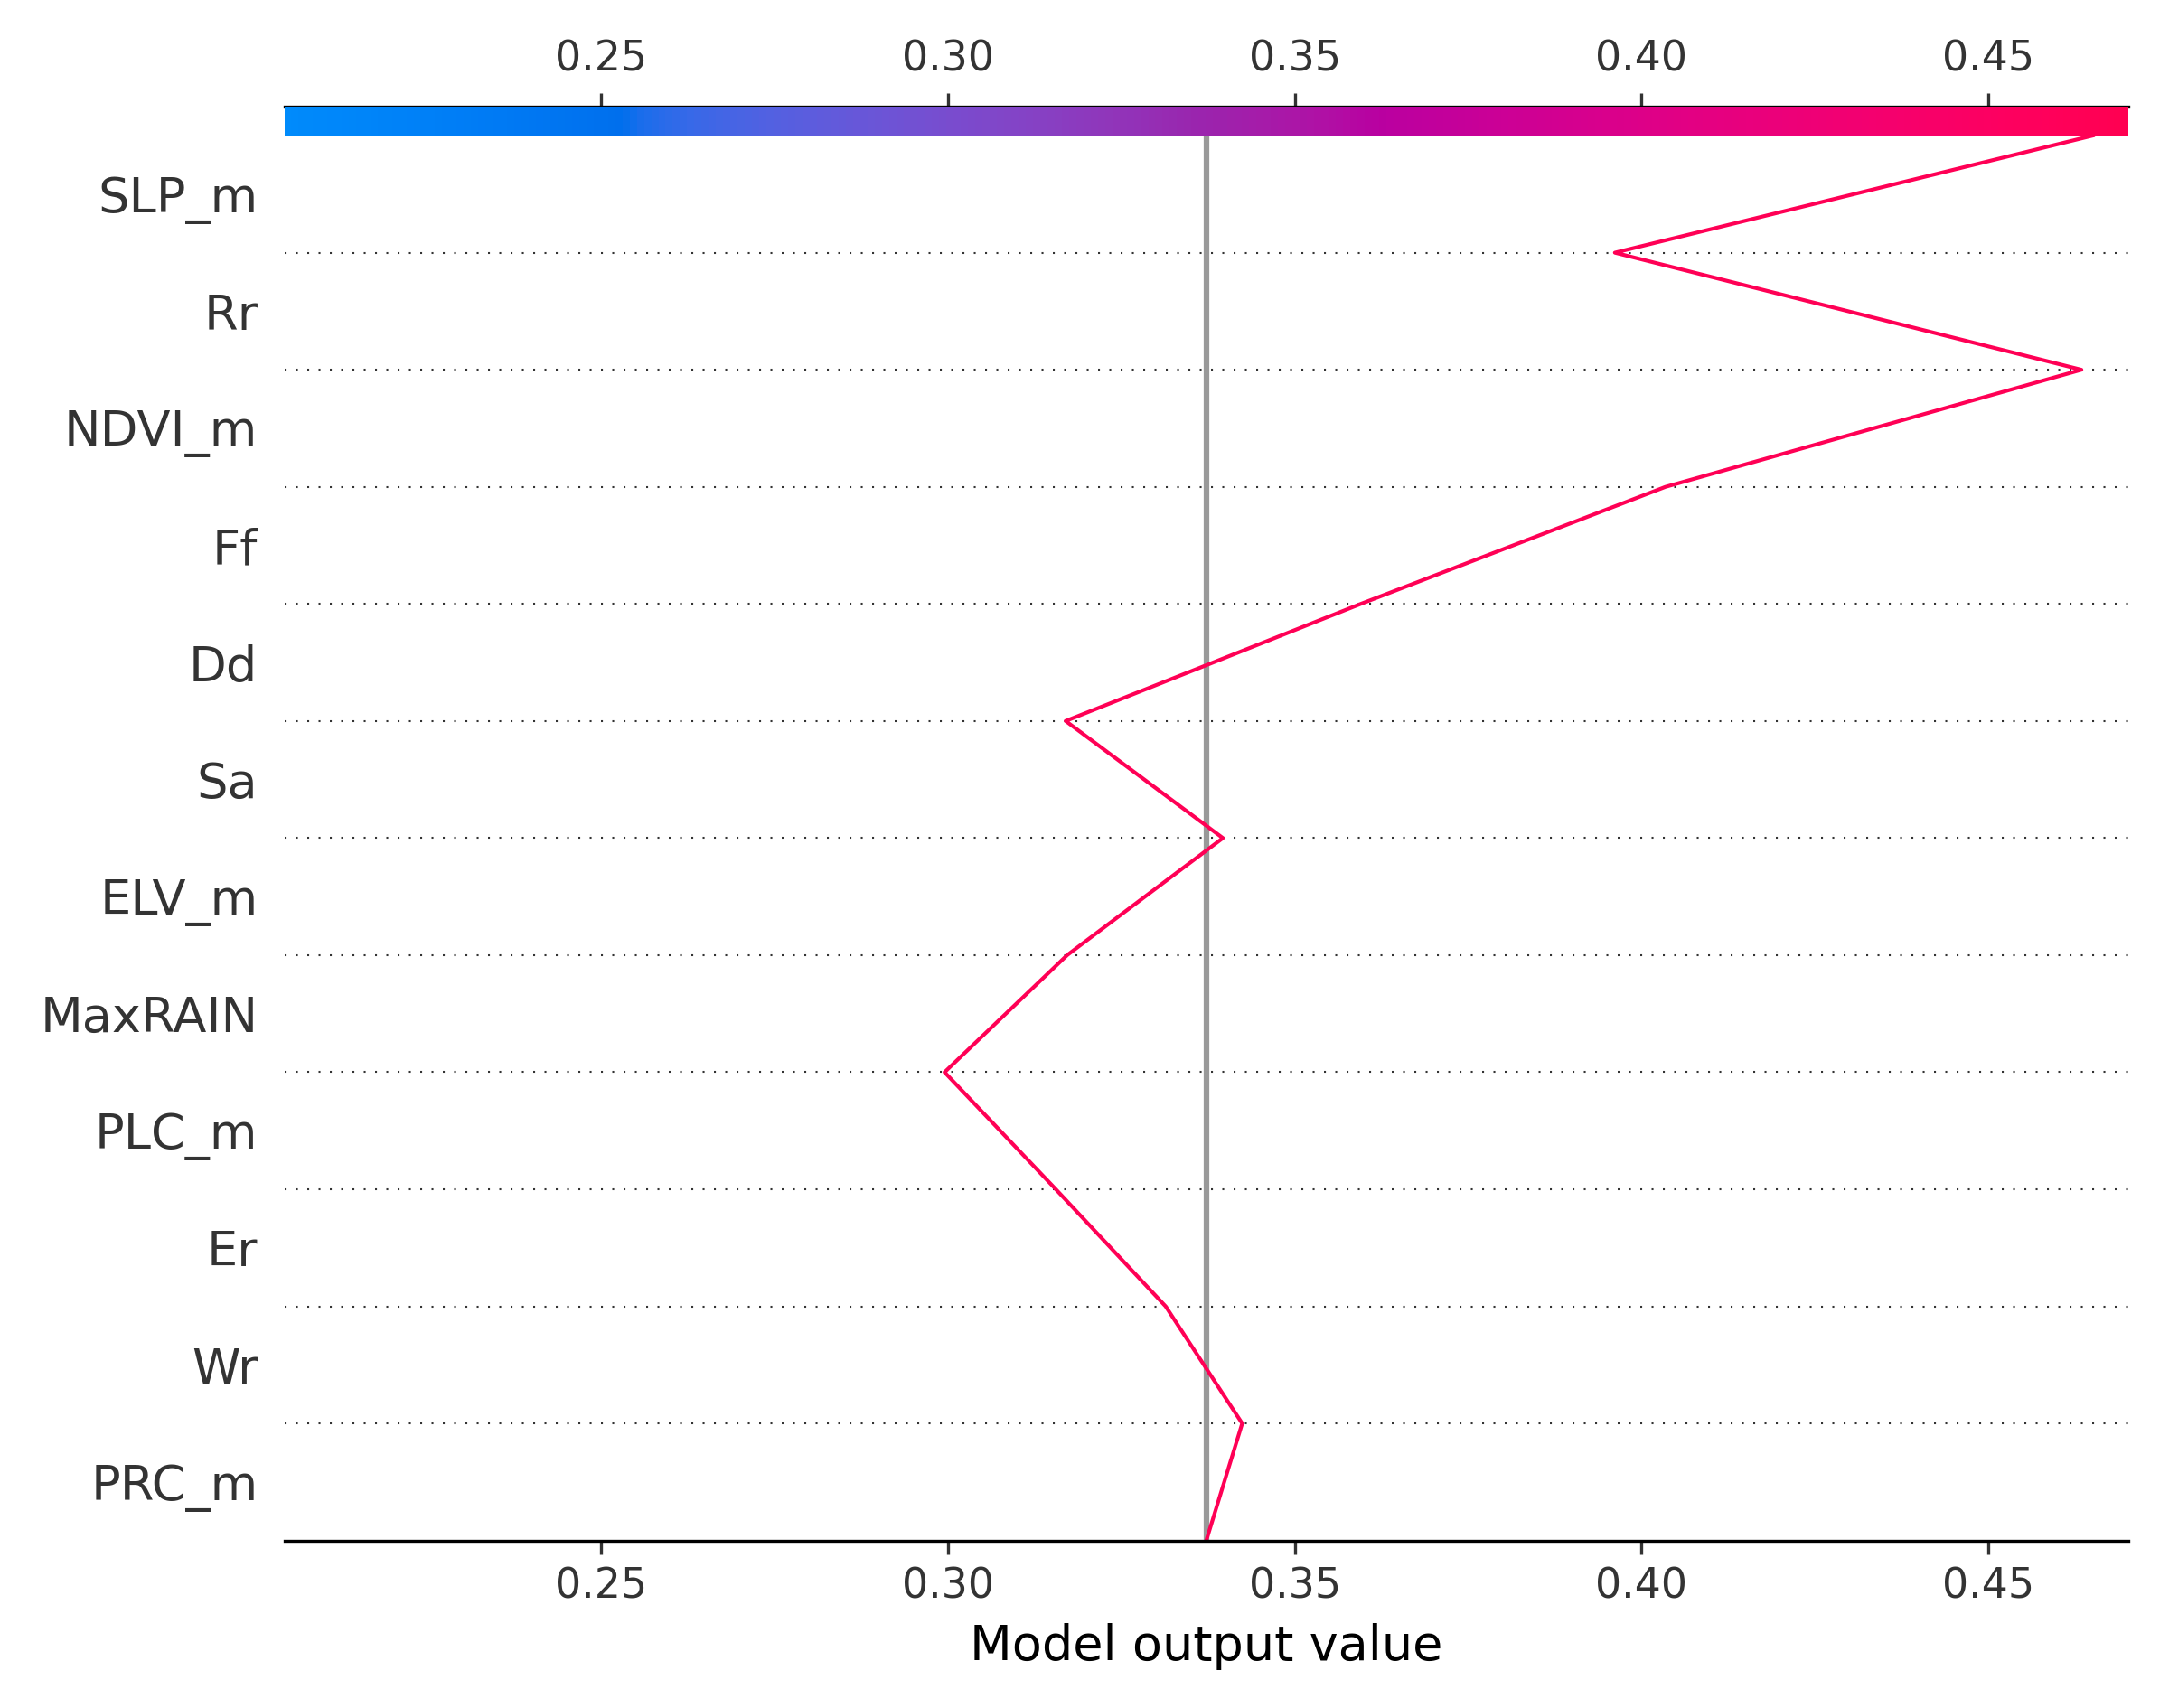 0.25 0.30 0.35 0.40 0.45
SLP_m
Rr
NDVI_m
Ff
Dd
Sa
ELV_m
MaxRAIN
PLC_m
Er
Wr
PRC_m
0.25 0.30 0.35 0.40 0.45
Model output value